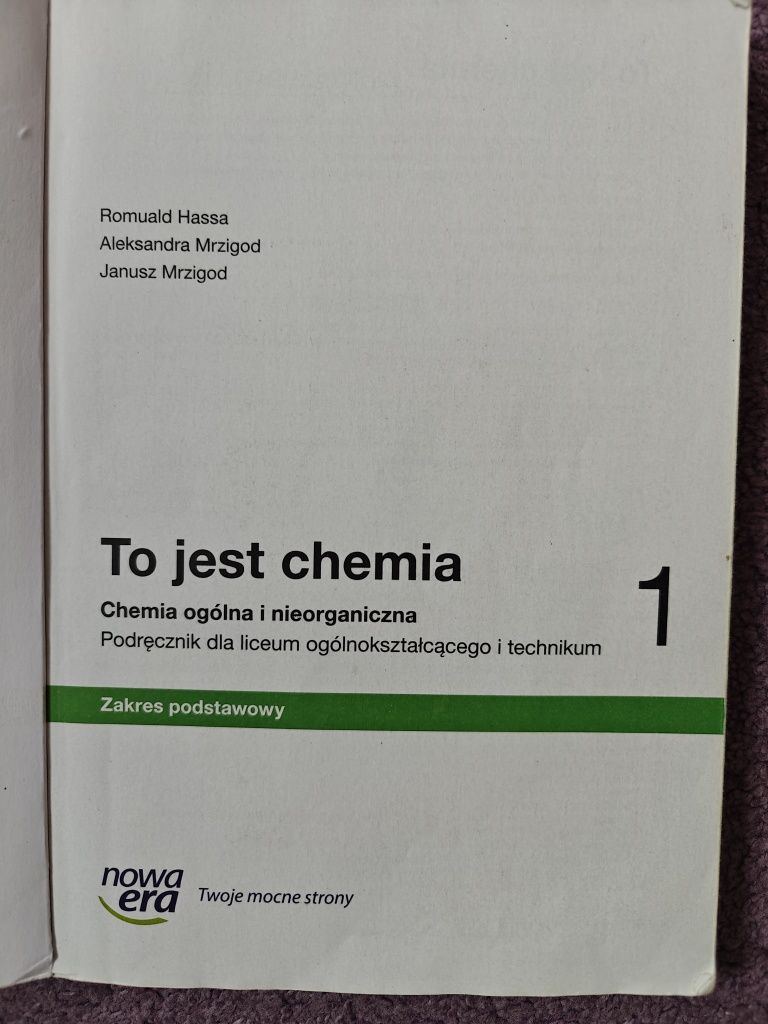 Romuald Hassa
Aleksandra Mrzigod
Janusz Mrzigod
To jest chemia 1
Chemia ogólna i nieorganiczna
Podręcznik dla liceum ogólnokształcącego i technikum
Zakres podstawowy
nowa
era
Twoje mocne strony